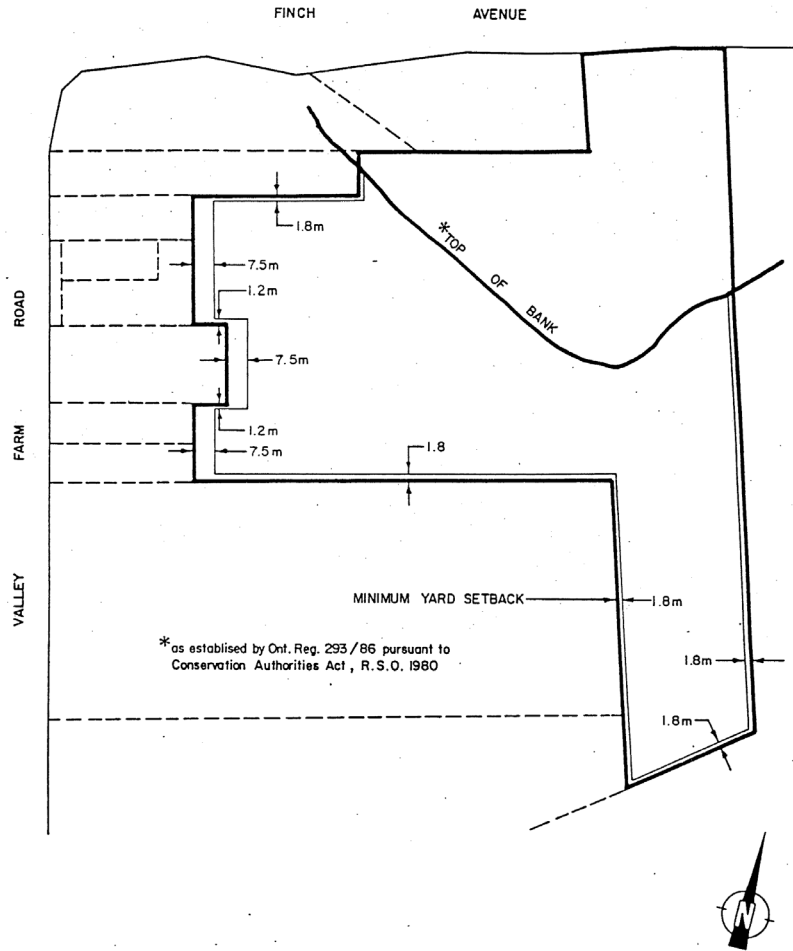 FINCH AVENUE
1.8m
*TOP OF BANK
7.5m
1.2m
ROAD
7.5m
1.2m
FARM
1.8
7.5m
VALLEY
MINIMUM YARD SETBACK
1.8m
*as establised by Ont. Reg. 293/86 pursuant to
Conservation Authorities Act, R.S.O. 1980
1.8m
1.8m
N